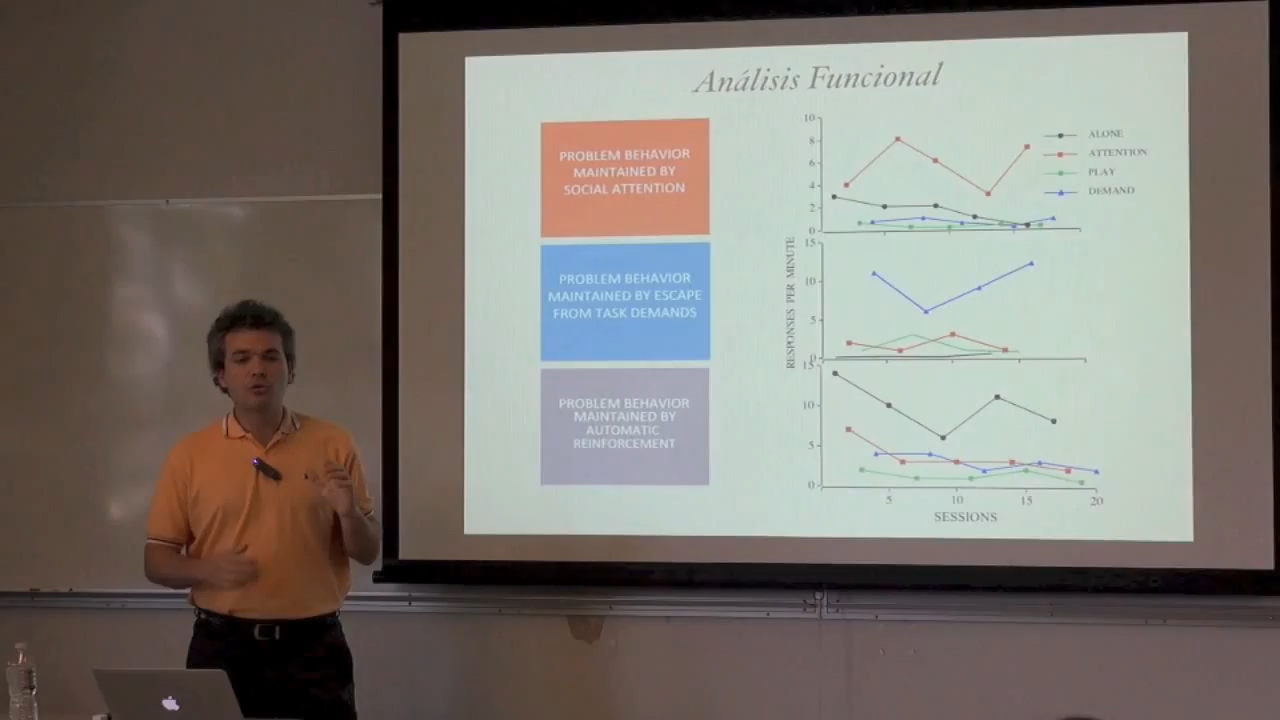 Análisis Funcional
PROBLEM BEHAVIOR
MAINTAINED BY
SOCIAL ATTENTION
PROBLEM BEHAVIOR
MAINTAINED BY ESCAPE
FROM TASK DEMANDS
PROBLEM BEHAVIOR
MAINTAINED BY
AUTOMATIC
REINFORCEMENT
10
8
6
4
2
0
ALONE
ATTENTION
PLAY
DEMAND
RESPONSES PER MINUTE
15
10
5
0
15
10
5
0
5
10
15
20
SESSIONS